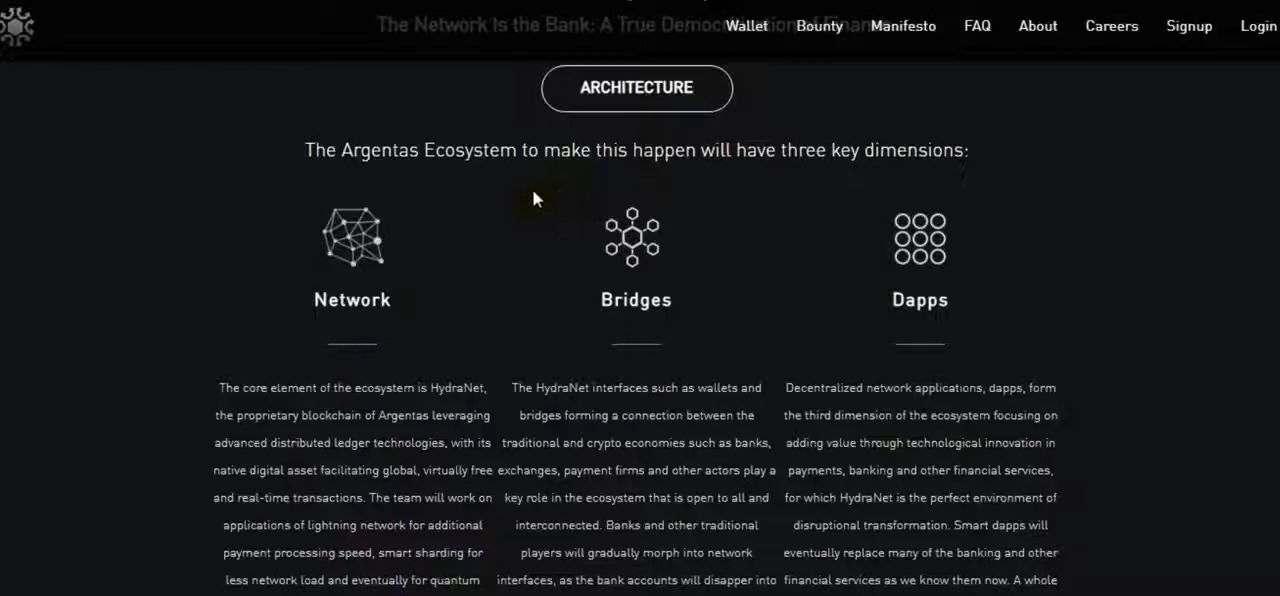 The Network Is the Bank: A True Democratization of Finance
Wallet Bounty Manifesto FAQ About Careers Signup Login
ARCHITECTURE
The Argentas Ecosystem to make this happen will have three key dimensions:
Network
The core element of the ecosystem is HydraNet,
the proprietary blockchain of Argentas leveraging
advanced distributed ledger technologies, with its
native digital asset facilitating global, virtually free
and real-time transactions. The team will work on
applications of lightning network for additional
payment processing speed, smart sharding for
less network load and eventually for quantum
Bridges
The HydraNet interfaces such as wallets and
bridges forming a connection between the
traditional and crypto economies such as banks,
exchanges, payment firms and other actors play a
key role in the ecosystem that is open to all and
interconnected. Banks and other traditional
players will gradually morph into network
interfaces, as the bank accounts will disapper into
Dapps
Decentralized network applications, dapps, form
the third dimension of the ecosystem focusing on
adding value through technological innovation in
payments, banking and other financial services,
for which HydraNet is the perfect environment of
disruptional transformation. Smart dapps will
eventually replace many of the banking and other
financial services as we know them now. A whole